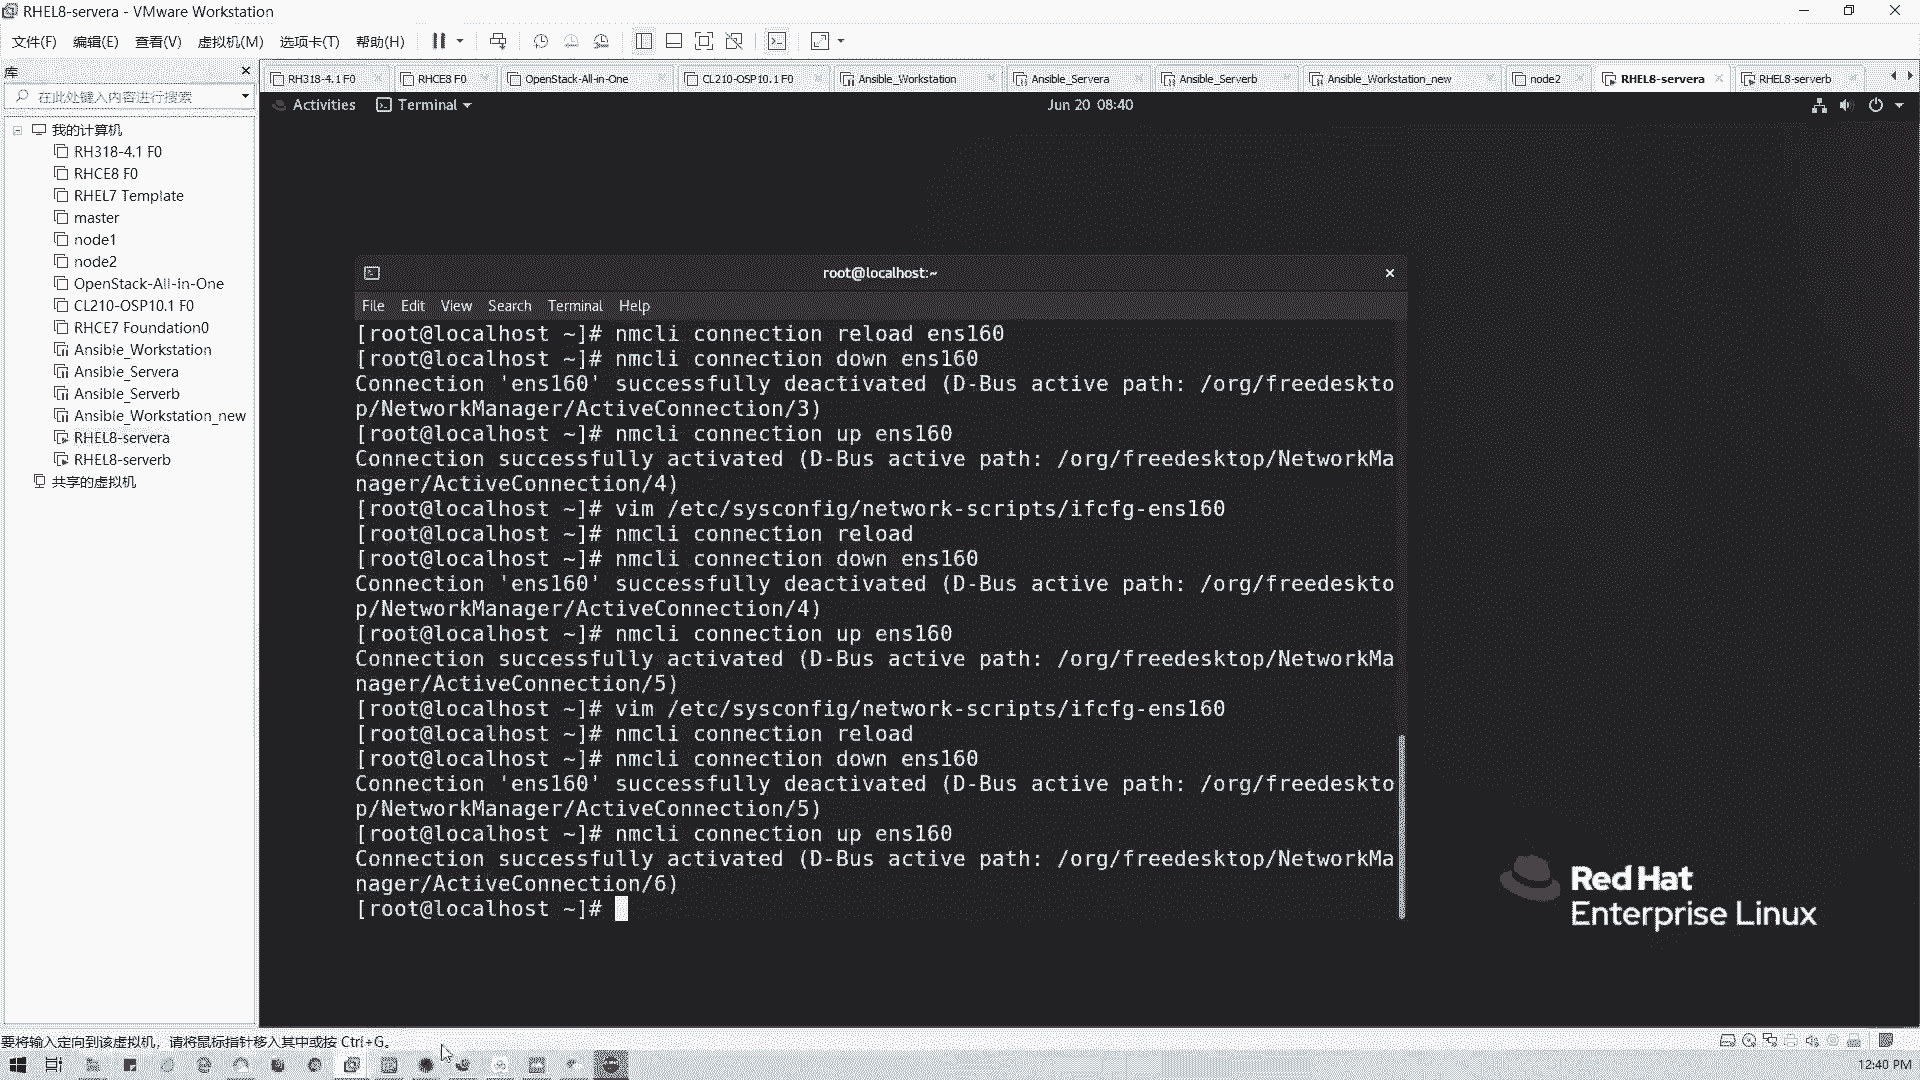 RHEL8-servera - VMware Workstation
文件(F) 编辑(E) 查看(V) 虚拟机(M) 选项卡(T) 帮助(H)
库
在此处键入内容进行搜索
我的计算机
RH318-4.1 F0
RHCE8 F0
RHEL7 Template
master
node1
node2
OpenStack-All-in-One
CL210-OSP10.1 F0
RHCE7 Foundation0
Ansible_Workstation
Ansible_Servera
Ansible_Serverb
Ansible_Workstation_new
RHEL8-servera
RHEL8-serverb
共享的虚拟机
RH318-4.1 F0 RHCE8 F0 OpenStack-All-in-One CL210-OSP10.1 F0 Ansible_Workstation Ansible_Servera Ansible_Serverb Ansible_Workstation_new node2 RHEL8-servera RHEL8-serverb
Activities Terminal Jun 20 08:40
root@localhost:~
File Edit View Search Terminal Help
[root@localhost ~]# nmcli connection reload ens160
[root@localhost ~]# nmcli connection down ens160
Connection 'ens160' successfully deactivated (D-Bus active path: /org/freedeskto
p/NetworkManager/ActiveConnection/3)
[root@localhost ~]# nmcli connection up ens160
Connection successfully activated (D-Bus active path: /org/freedesktop/NetworkMa
nager/ActiveConnection/4)
[root@localhost ~]# vim /etc/sysconfig/network-scripts/ifcfg-ens160
[root@localhost ~]# nmcli connection reload
[root@localhost ~]# nmcli connection down ens160
Connection 'ens160' successfully deactivated (D-Bus active path: /org/freedeskto
p/NetworkManager/ActiveConnection/4)
[root@localhost ~]# nmcli connection up ens160
Connection successfully activated (D-Bus active path: /org/freedesktop/NetworkMa
nager/ActiveConnection/5)
[root@localhost ~]# vim /etc/sysconfig/network-scripts/ifcfg-ens160
[root@localhost ~]# nmcli connection reload
[root@localhost ~]# nmcli connection down ens160
Connection 'ens160' successfully deactivated (D-Bus active path: /org/freedeskto
p/NetworkManager/ActiveConnection/5)
[root@localhost ~]# nmcli connection up ens160
Connection successfully activated (D-Bus active path: /org/freedesktop/NetworkMa
nager/ActiveConnection/6)
[root@localhost ~]#
Red Hat
Enterprise Linux
要将输入定向到该虚拟机，请将鼠标指针移入其中或按 Ctrl+G。
12:40 PM